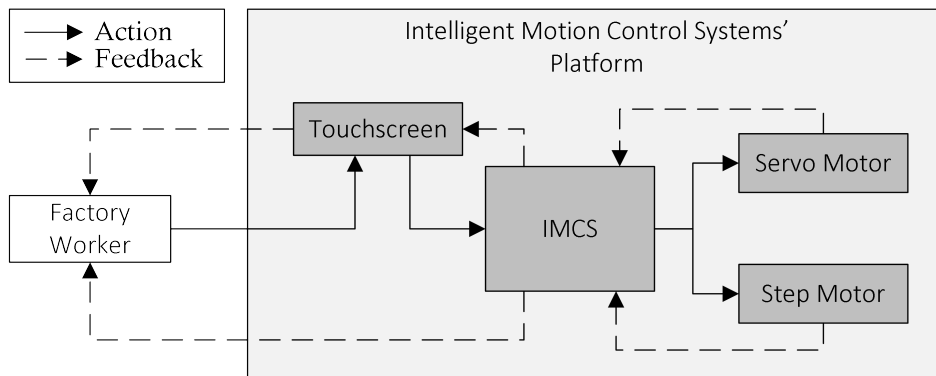 Action
Feedback
Intelligent Motion Control Systems’
Platform
Touchscreen
Servo Motor
Factory
Worker
IMCS
Step Motor